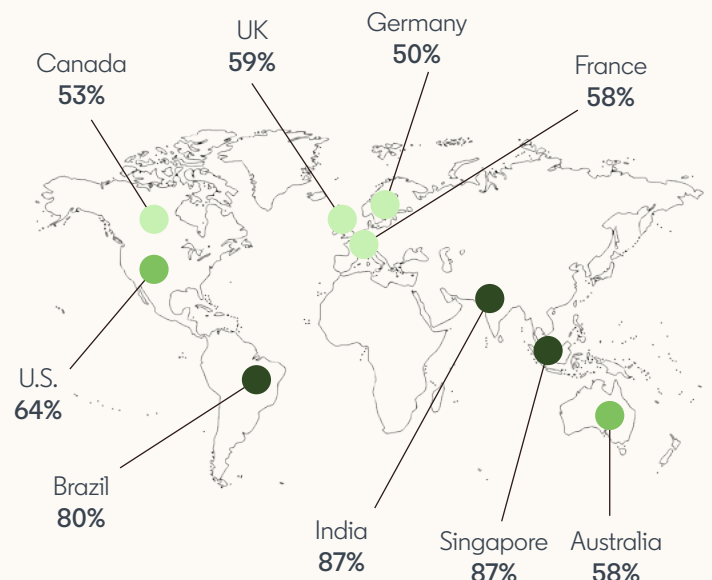 UK
59%
Germany
50%
Canada
53%
France
58%
U.S.
64%
Brazil
80%
India
87%
Singapore
87%
Australia
58%